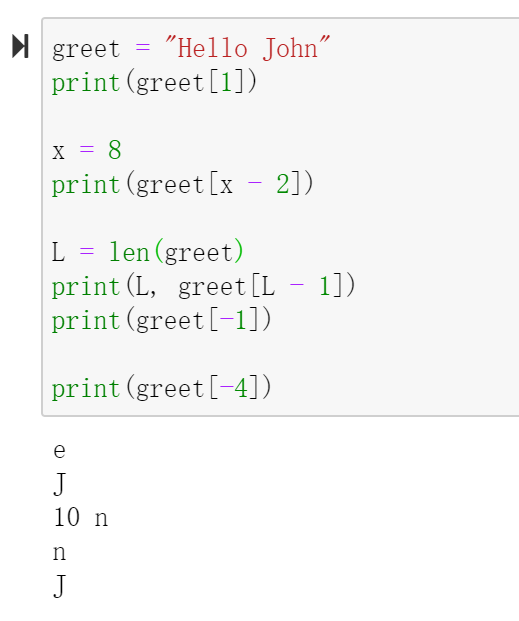 greet = "Hello John"
print(greet[1])
x = 8
print(greet[x - 2])
L = len(greet)
print(L, greet[L - 1])
print(greet[-1])
print(greet[-4])
e
J
10 n
n
J